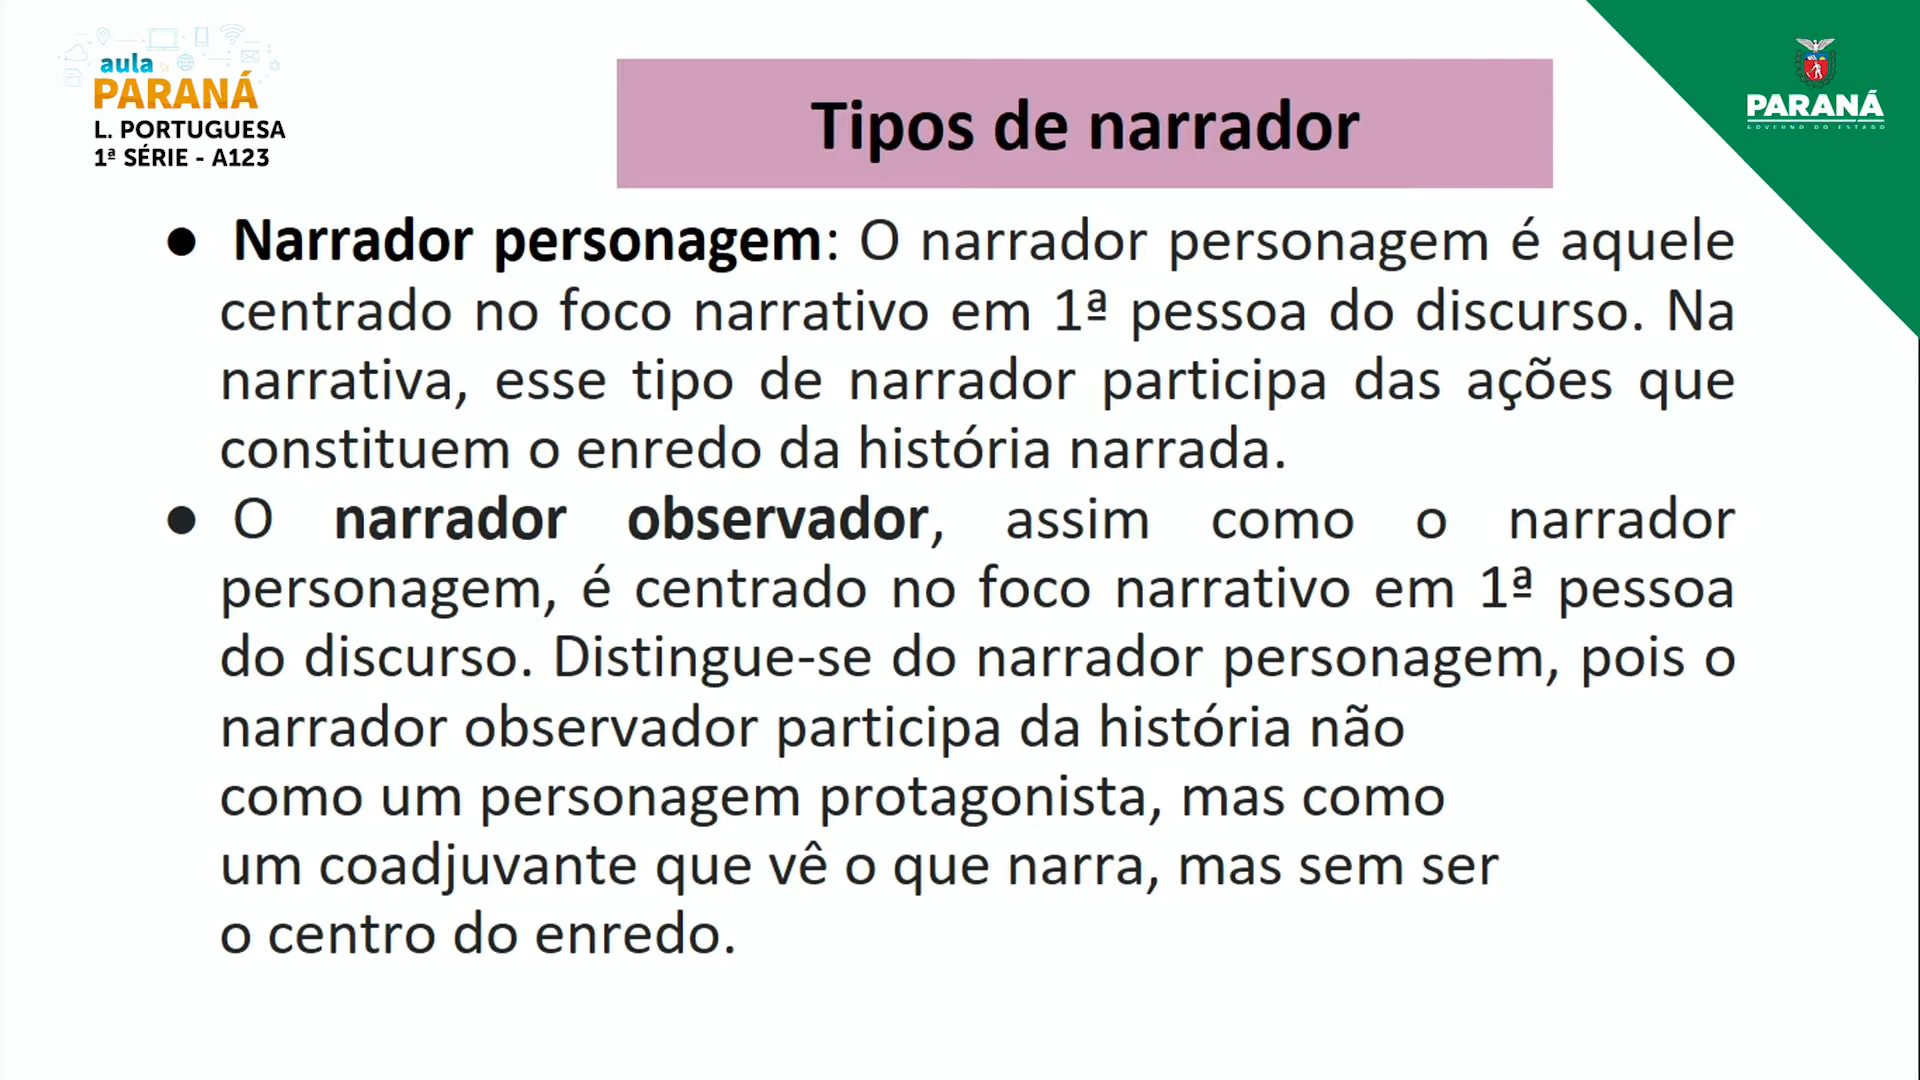 aula
PARANÁ
L. PORTUGUESA
1ª SÉRIE - A123
Tipos de narrador
PARANÁ
GOVERNO DO ESTADO
● Narrador personagem: O narrador personagem é aquele
centrado no foco narrativo em 1ª pessoa do discurso. Na
narrativa, esse tipo de narrador participa das ações que
constituem o enredo da história narrada.
● O narrador observador, assim como o narrador
personagem, é centrado no foco narrativo em 1ª pessoa
do discurso. Distingue-se do narrador personagem, pois o
narrador observador participa da história não
como um personagem protagonista, mas como
um coadjuvante que vê o que narra, mas sem ser
o centro do enredo.